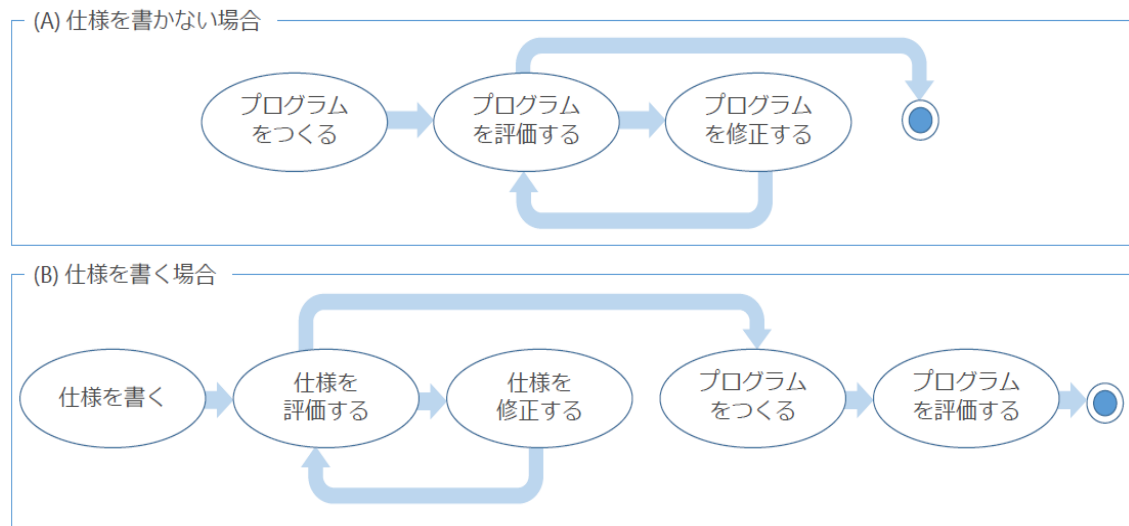 (A) 仕様を書かない場合
プログラム
をつくる
プログラム
を評価する
プログラム
を修正する
(B) 仕様を書く場合
仕様を書く
仕様を
評価する
仕様を
修正する
プログラム
をつくる
プログラム
を評価する